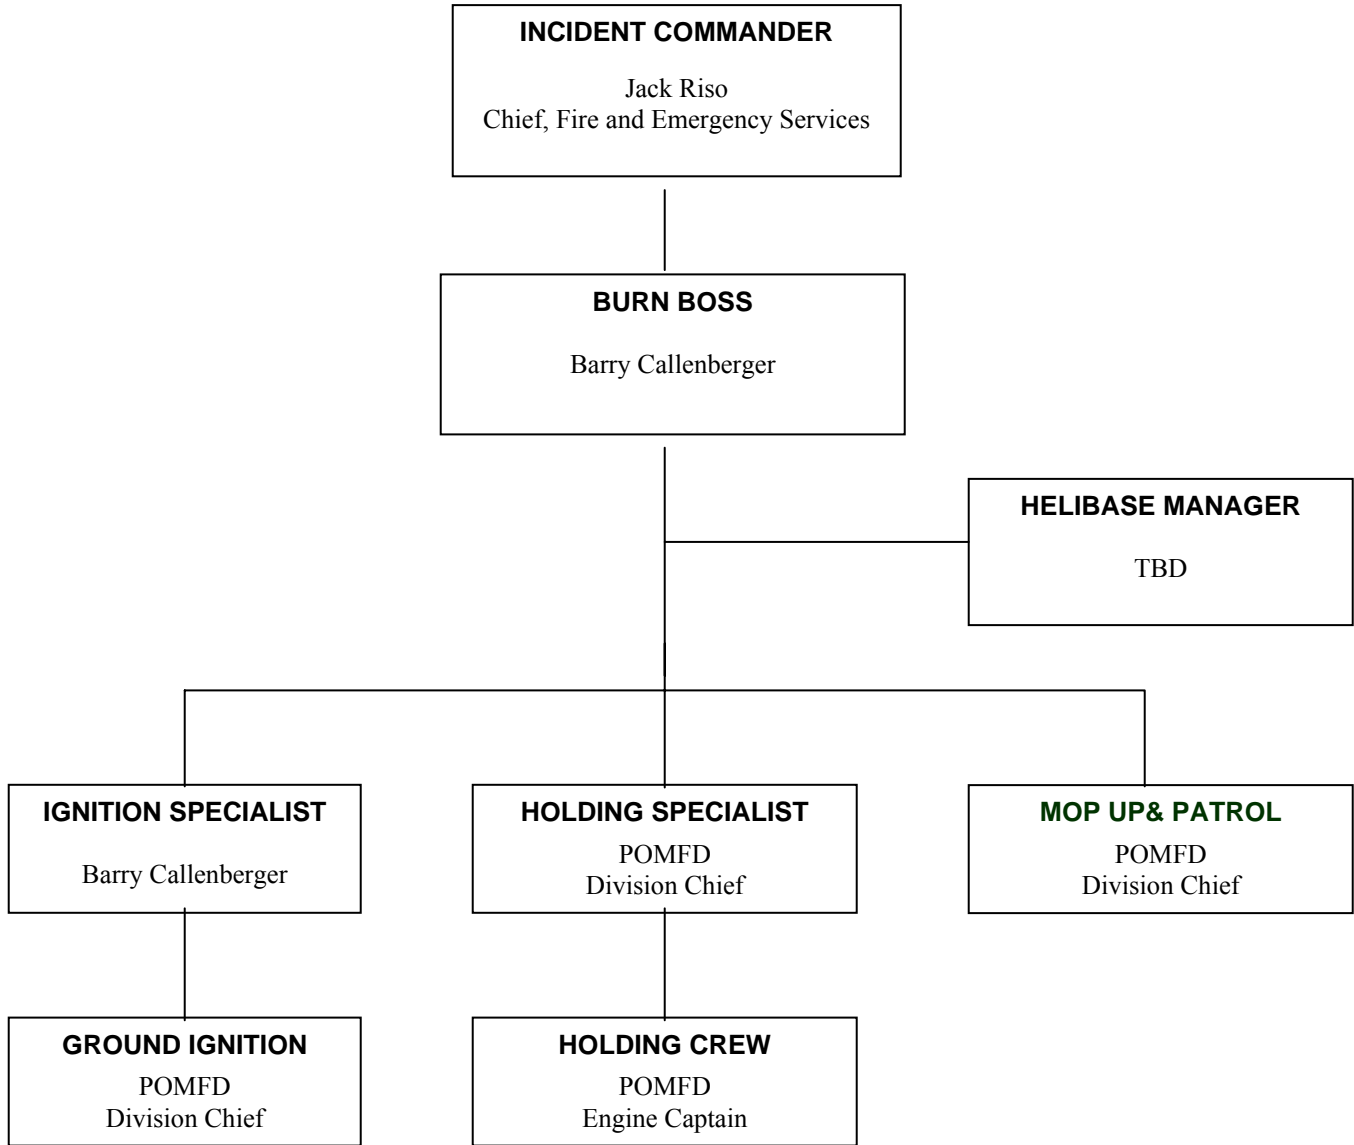 INCIDENT COMMANDER
Jack Riso
Chief, Fire and Emergency Services
BURN BOSS
Barry Callenberger
HELIBASE MANAGER
TBD
IGNITION SPECIALIST
Barry Callenberger
HOLDING SPECIALIST
POMFD
Division Chief
MOP UP& PATROL
POMFD
Division Chief
GROUND IGNITION
POMFD
Division Chief
HOLDING CREW
POMFD
Engine Captain